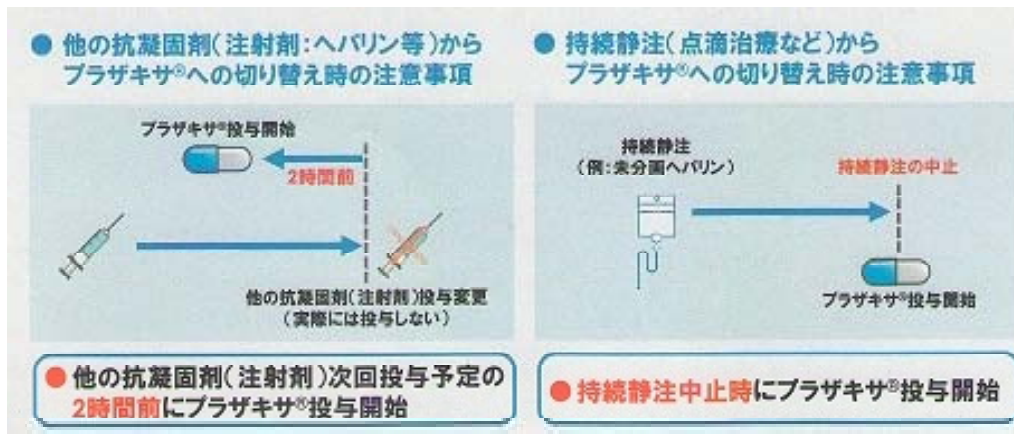 ● 他の抗凝固剤(注射剤:ヘパリン等)から
プラザキサ®への切り替え時の注意事項
プラザキサ®投与開始
2時間前
他の抗凝固剤(注射剤)投与変更
(実際には投与しない)
● 他の抗凝固剤(注射剤)次回投与予定の
2時間前にプラザキサ®投与開始
● 持続静注(点滴治療など)から
プラザキサ®への切り替え時の注意事項
持続静注
(例:未分画ヘパリン)
持続静注の中止
プラザキサ®投与開始
● 持続静注中止時にプラザキサ®投与開始